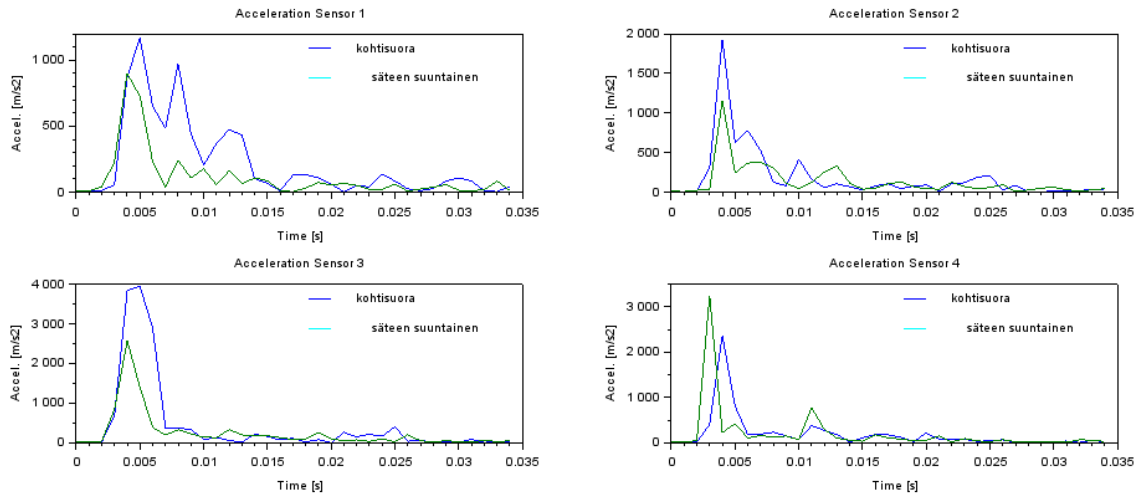 Acceleration Sensor 1
kohtisuora
säteen suuntainen
Accel. [m/s2]
1 000
500
0
0 0.005 0.01 0.015 0.02 0.025 0.03 0.035
Time [s]
Acceleration Sensor 2
kohtisuora
säteen suuntainen
Accel. [m/s2]
2 000
1 500
1 000
500
0
0 0.005 0.01 0.015 0.02 0.025 0.03 0.035
Time [s]
Acceleration Sensor 3
kohtisuora
säteen suuntainen
Accel. [m/s2]
4 000
3 000
2 000
1 000
0
0 0.005 0.01 0.015 0.02 0.025 0.03 0.035
Time [s]
Acceleration Sensor 4
kohtisuora
säteen suuntainen
Accel. [m/s2]
3 000
2 000
1 000
0
0 0.005 0.01 0.015 0.02 0.025 0.03 0.035
Time [s]